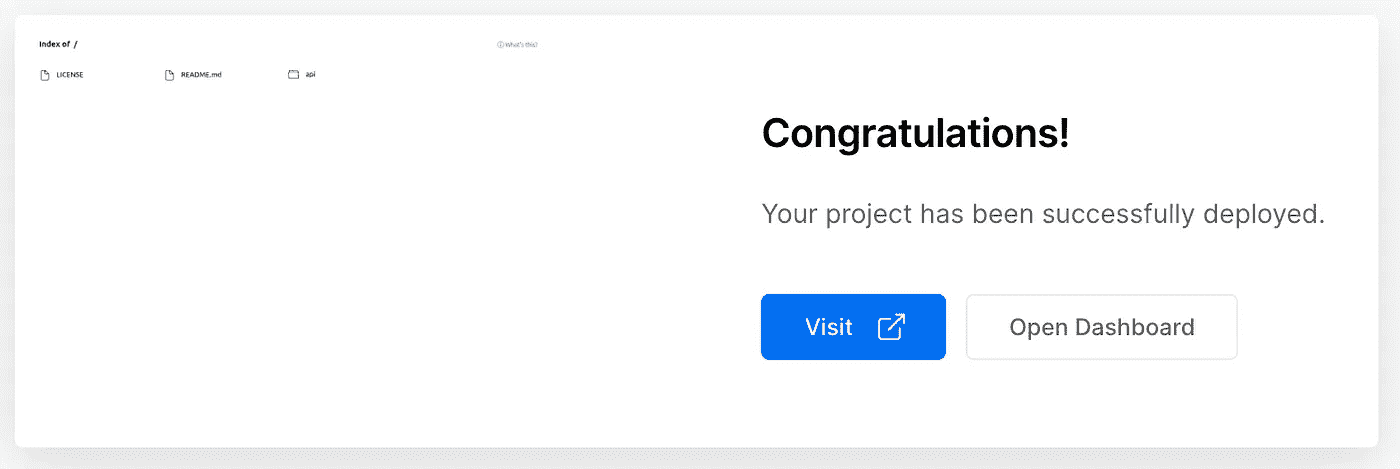 Index of /
What's this?
LICENSE README.md api
Congratulations!
Your project has been successfully deployed.
Visit Open Dashboard